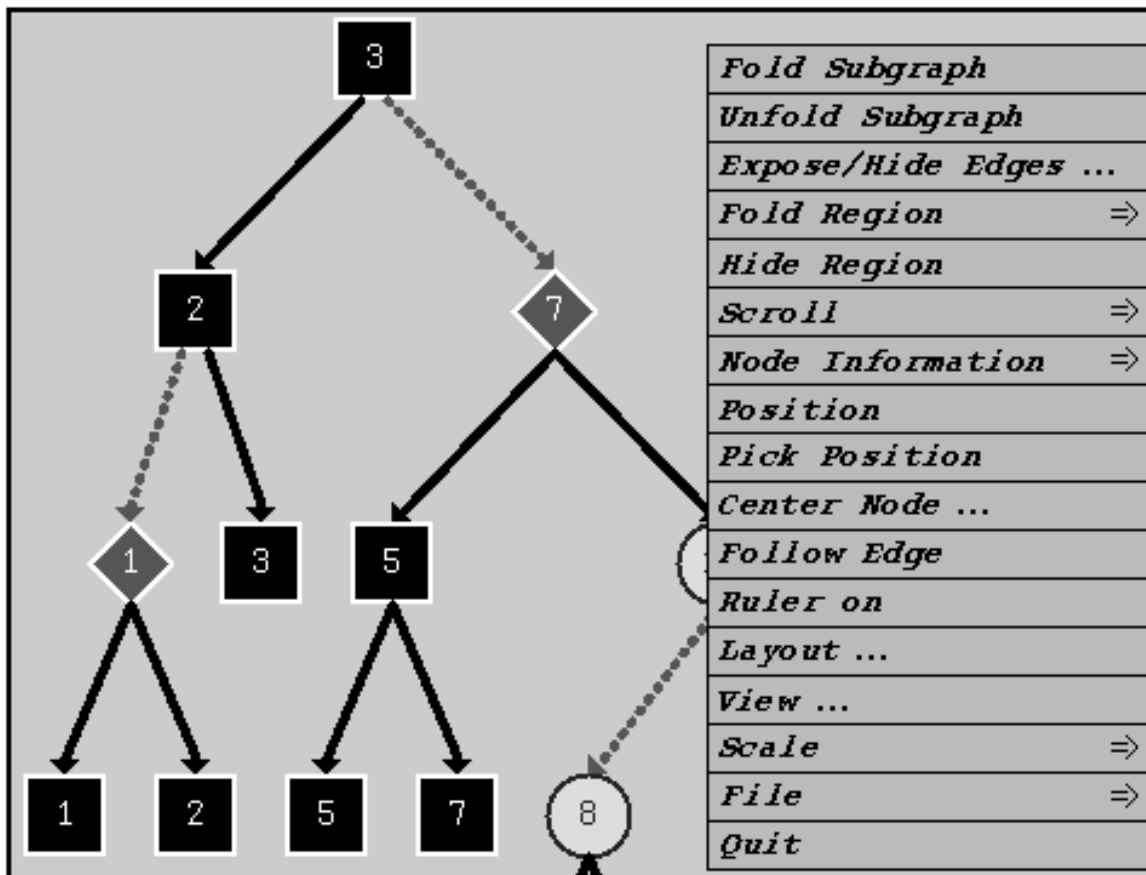 3
Fold Subgraph
Unfold Subgraph
Expose/Hide Edges ...
Fold Region =>
Hide Region
2 7
Scroll =>
Node Information =>
Position
Pick Position
Center Node ...
1 3 5
Follow Edge
Ruler on
Layout ...
View ...
Scale =>
File =>
1 2 5 7 8
Quit